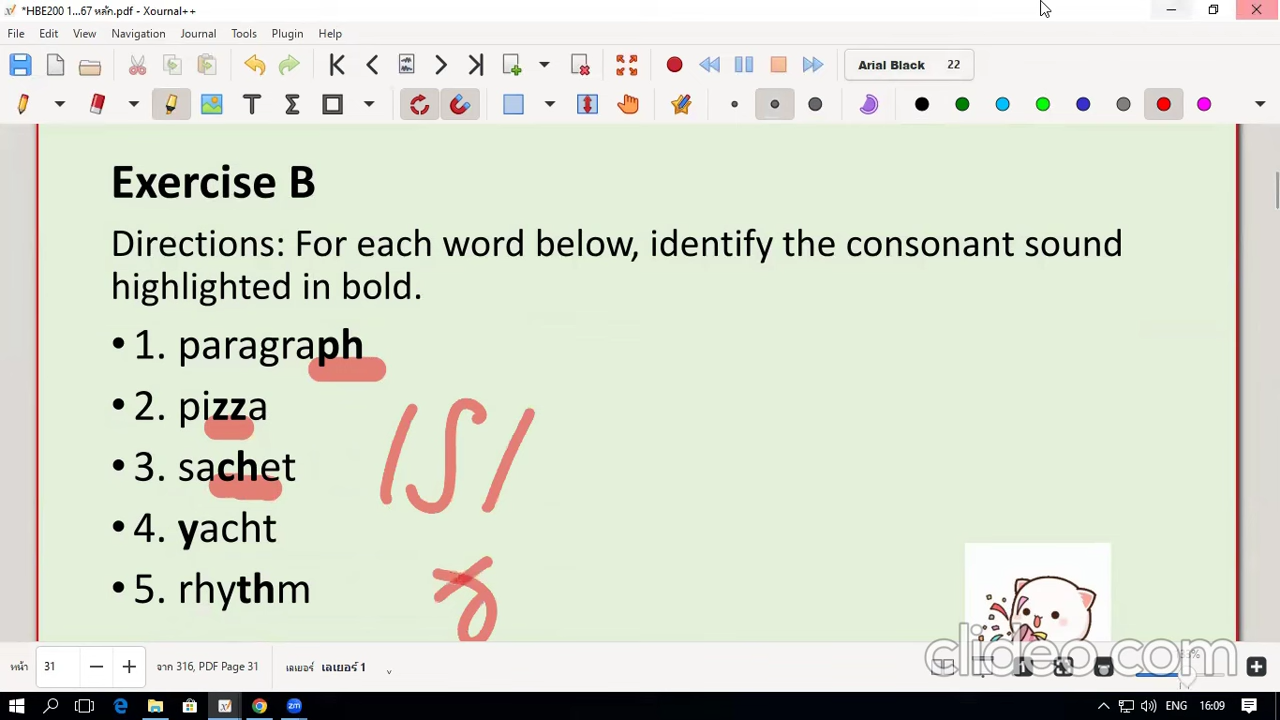 *HBE200 1...67 หลัก.pdf - Xournal++
File Edit View Navigation Journal Tools Plugin Help
Arial Black 22
Exercise B
Directions: For each word below, identify the consonant sound
highlighted in bold.
• 1. paragraph
• 2. pizza
• 3. sachet
• 4. yacht
• 5. rhythm
/ʃ/
clideo.com
หน้า 31 จาก 316, PDF Page 31 เลเยอร์ เลเยอร์ 1
ENG 16:09